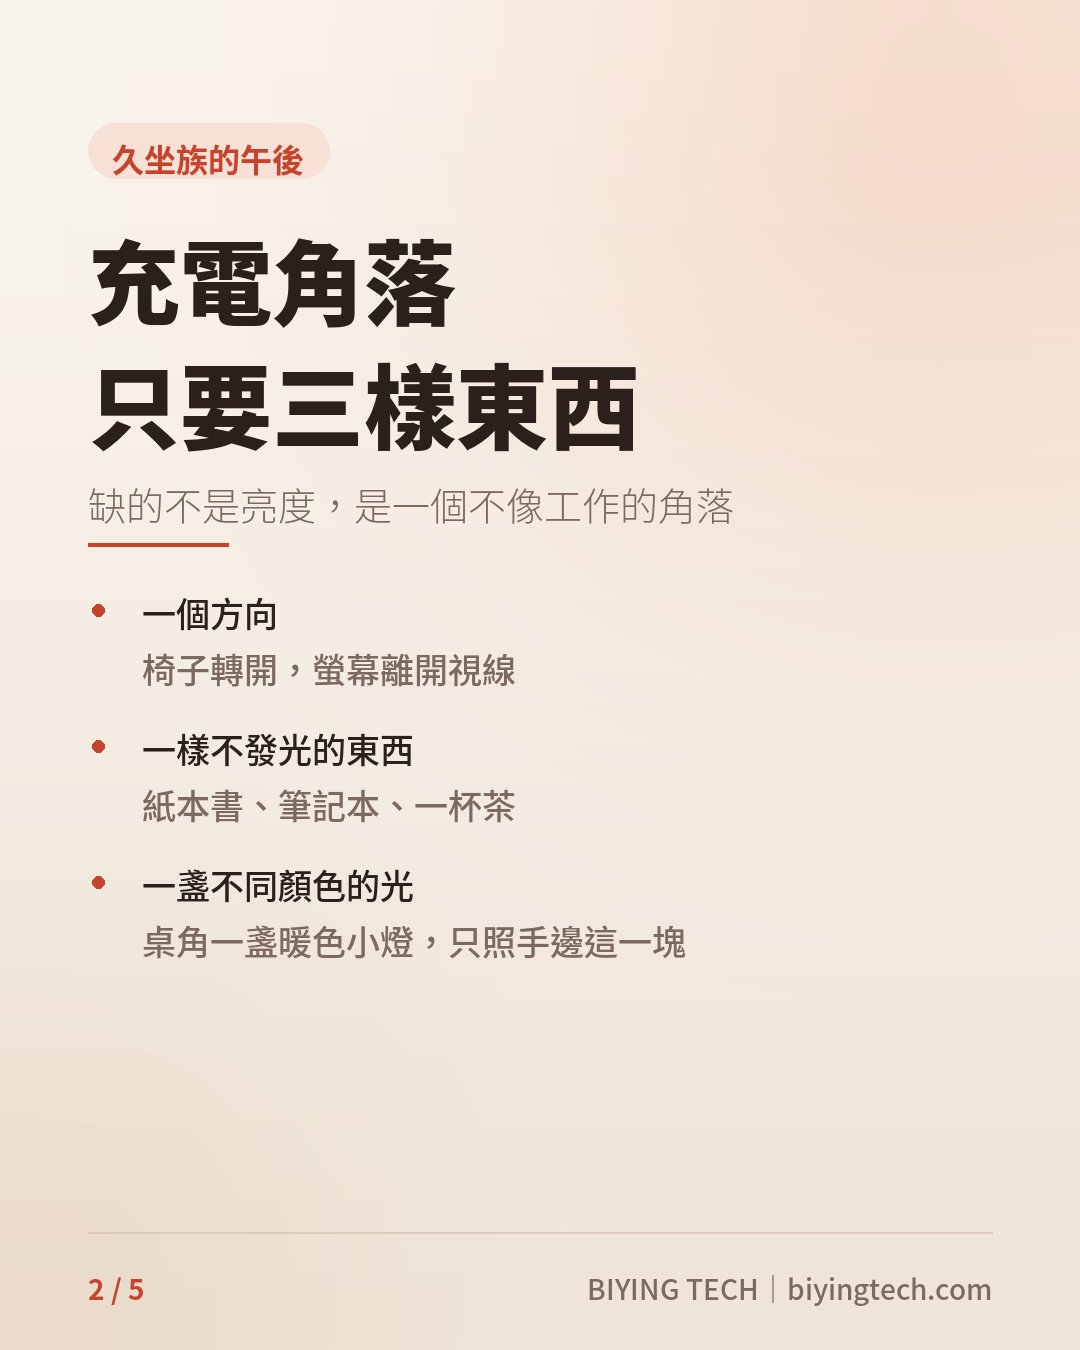 久坐族的午後
充電角落
只要三樣東西
缺的不是亮度，是一個不像工作的角落
一個方向
椅子轉開，螢幕離開視線
一樣不發光的東西
紙本書、筆記本、一杯茶
一盞不同顏色的光
桌角一盞暖色小燈，只照手邊這一塊
2 / 5
BIYING TECH｜biyingtech.com